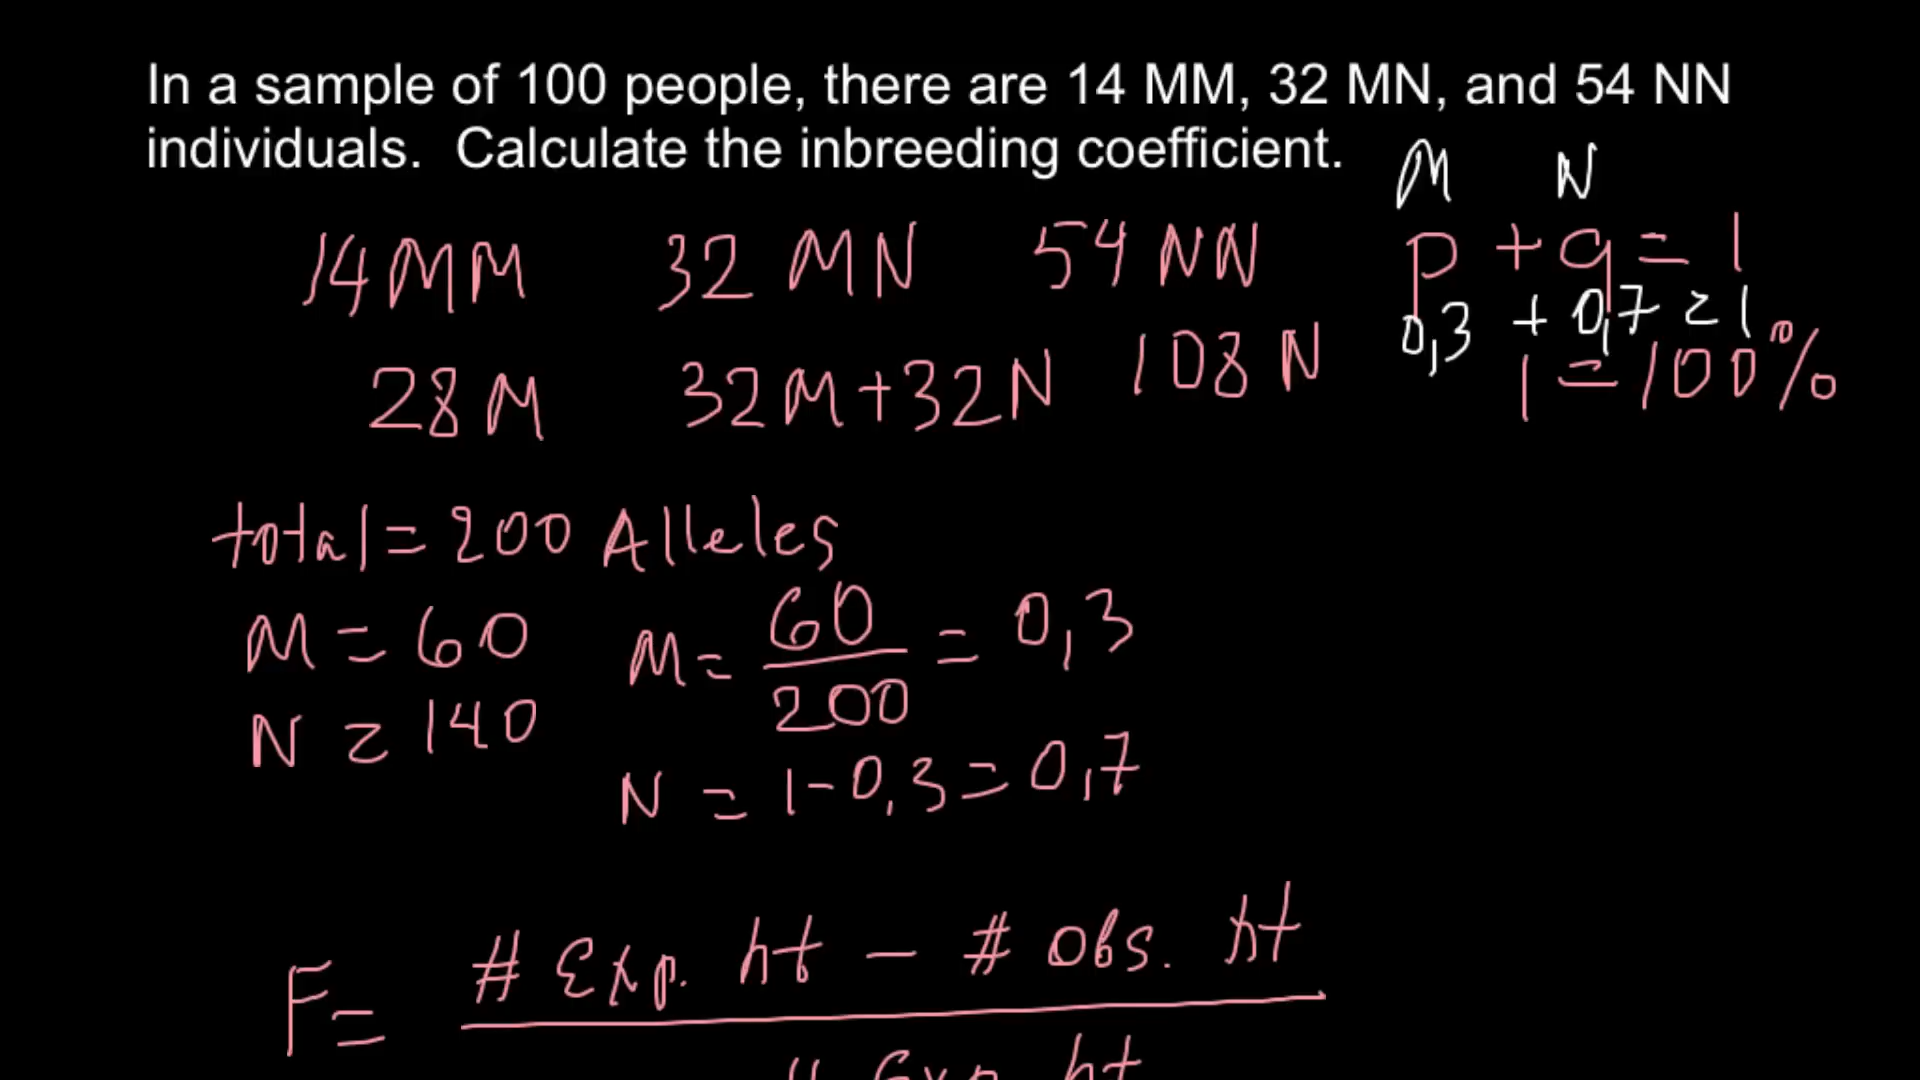 In a sample of 100 people, there are 14 MM, 32 MN, and 54 NN
individuals. Calculate the inbreeding coefficient.
M N
14MM 32 MN 54 NN p + q = 1
0,3 + 0,7 = 1
28 M 32M+32N 108 N 1 = 100%
total = 200 Alleles
M = 60 M = 60/200 = 0,3
N = 140
N = 1-0,3 = 0,7
F = # Exp. ht - # obs. ht
# Exp ht